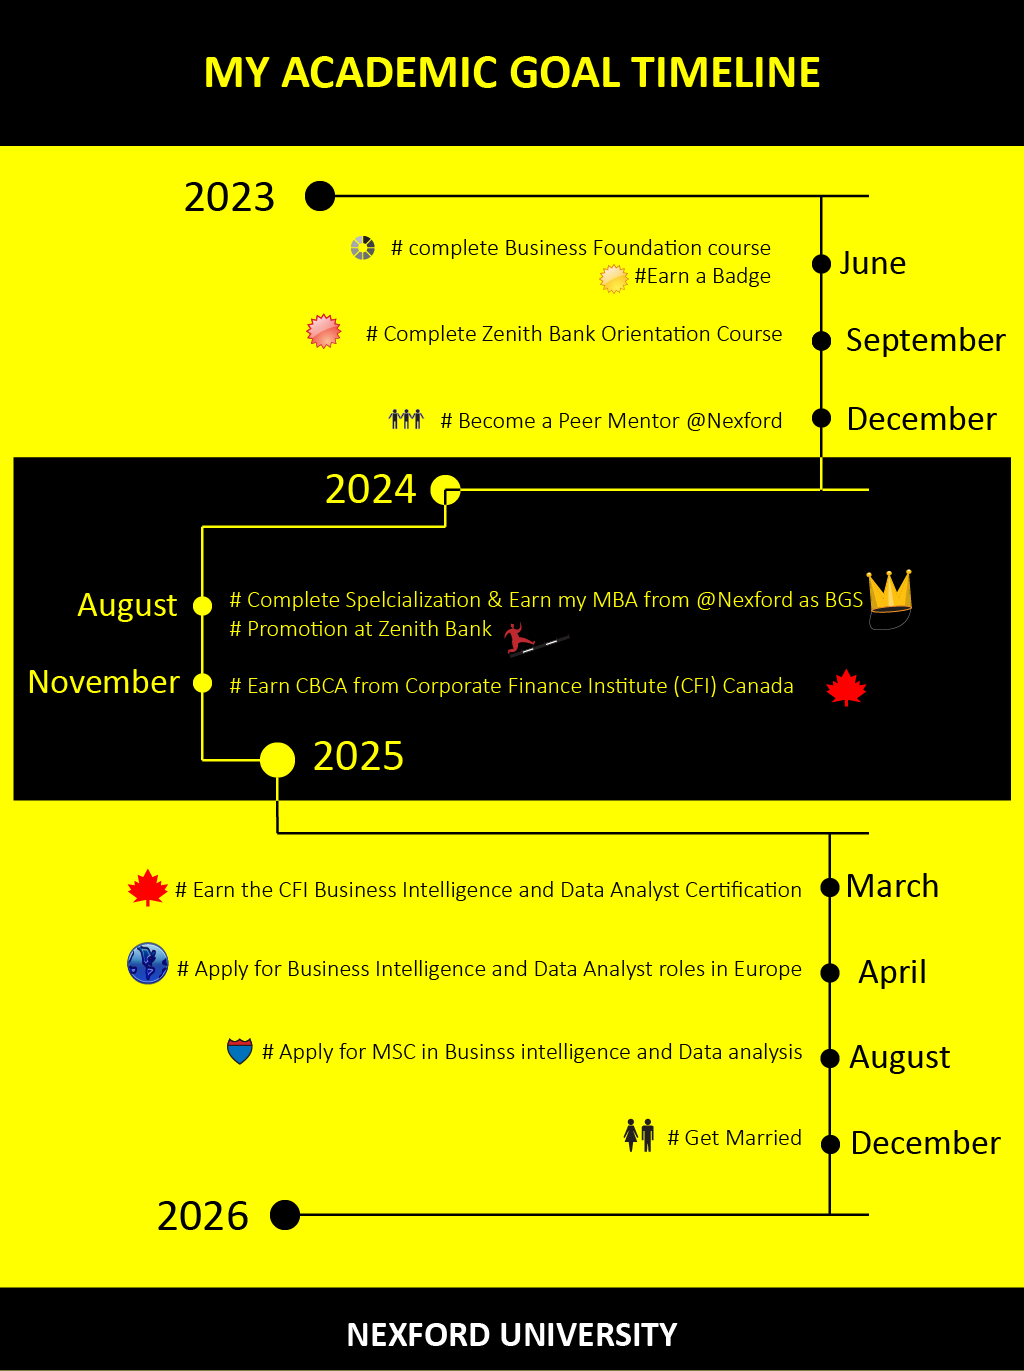 MY ACADEMIC GOAL TIMELINE
2023
# complete Business Foundation course
#Earn a Badge
June
# Complete Zenith Bank Orientation Course
September
# Become a Peer Mentor @Nexford
December
2024
August
# Complete Spelcialization & Earn my MBA from @Nexford as BGS
# Promotion at Zenith Bank
November
# Earn CBCA from Corporate Finance Institute (CFI) Canada
2025
# Earn the CFI Business Intelligence and Data Analyst Certification
March
# Apply for Business Intelligence and Data Analyst roles in Europe
April
# Apply for MSC in Businss intelligence and Data analysis
August
# Get Married
December
2026
NEXFORD UNIVERSITY